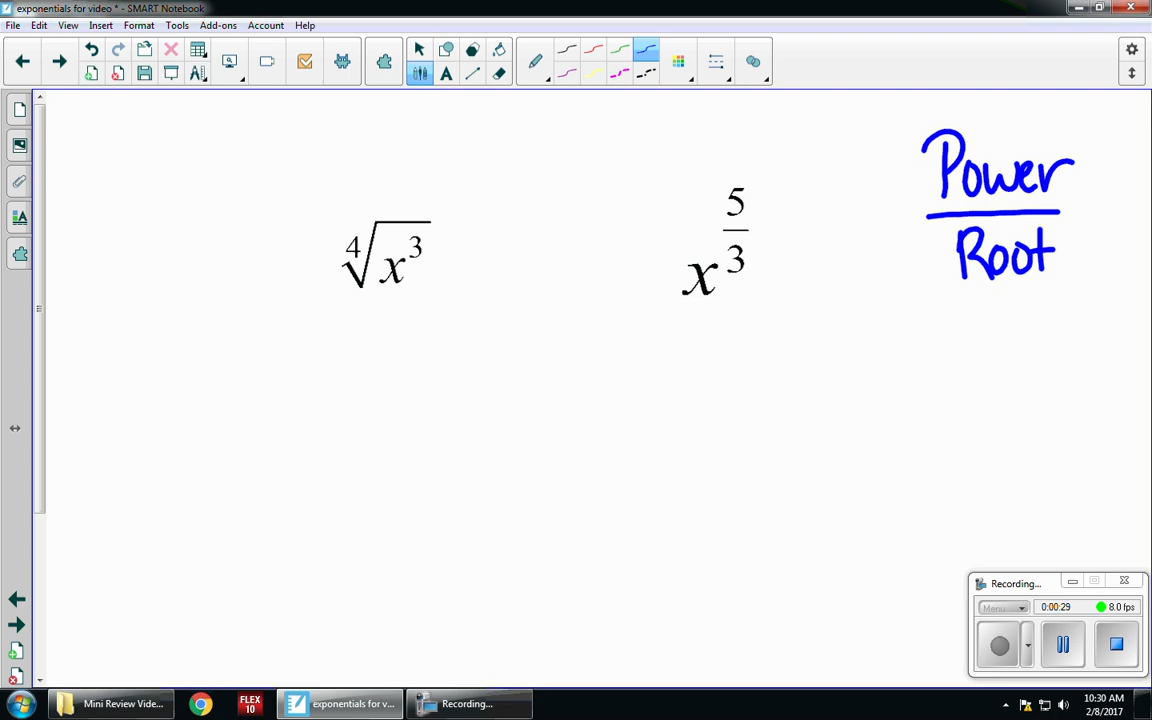 exponentials for video * - SMART Notebook
File Edit View Insert Format Tools Add-ons Account Help
∜x³
x^(5/3)
Power
Root
Recording...
Menu
0:00:29
8.0 fps
Mini Review Vide...
FLEX 10
exponentials for v...
Recording...
10:30 AM
2/8/2017